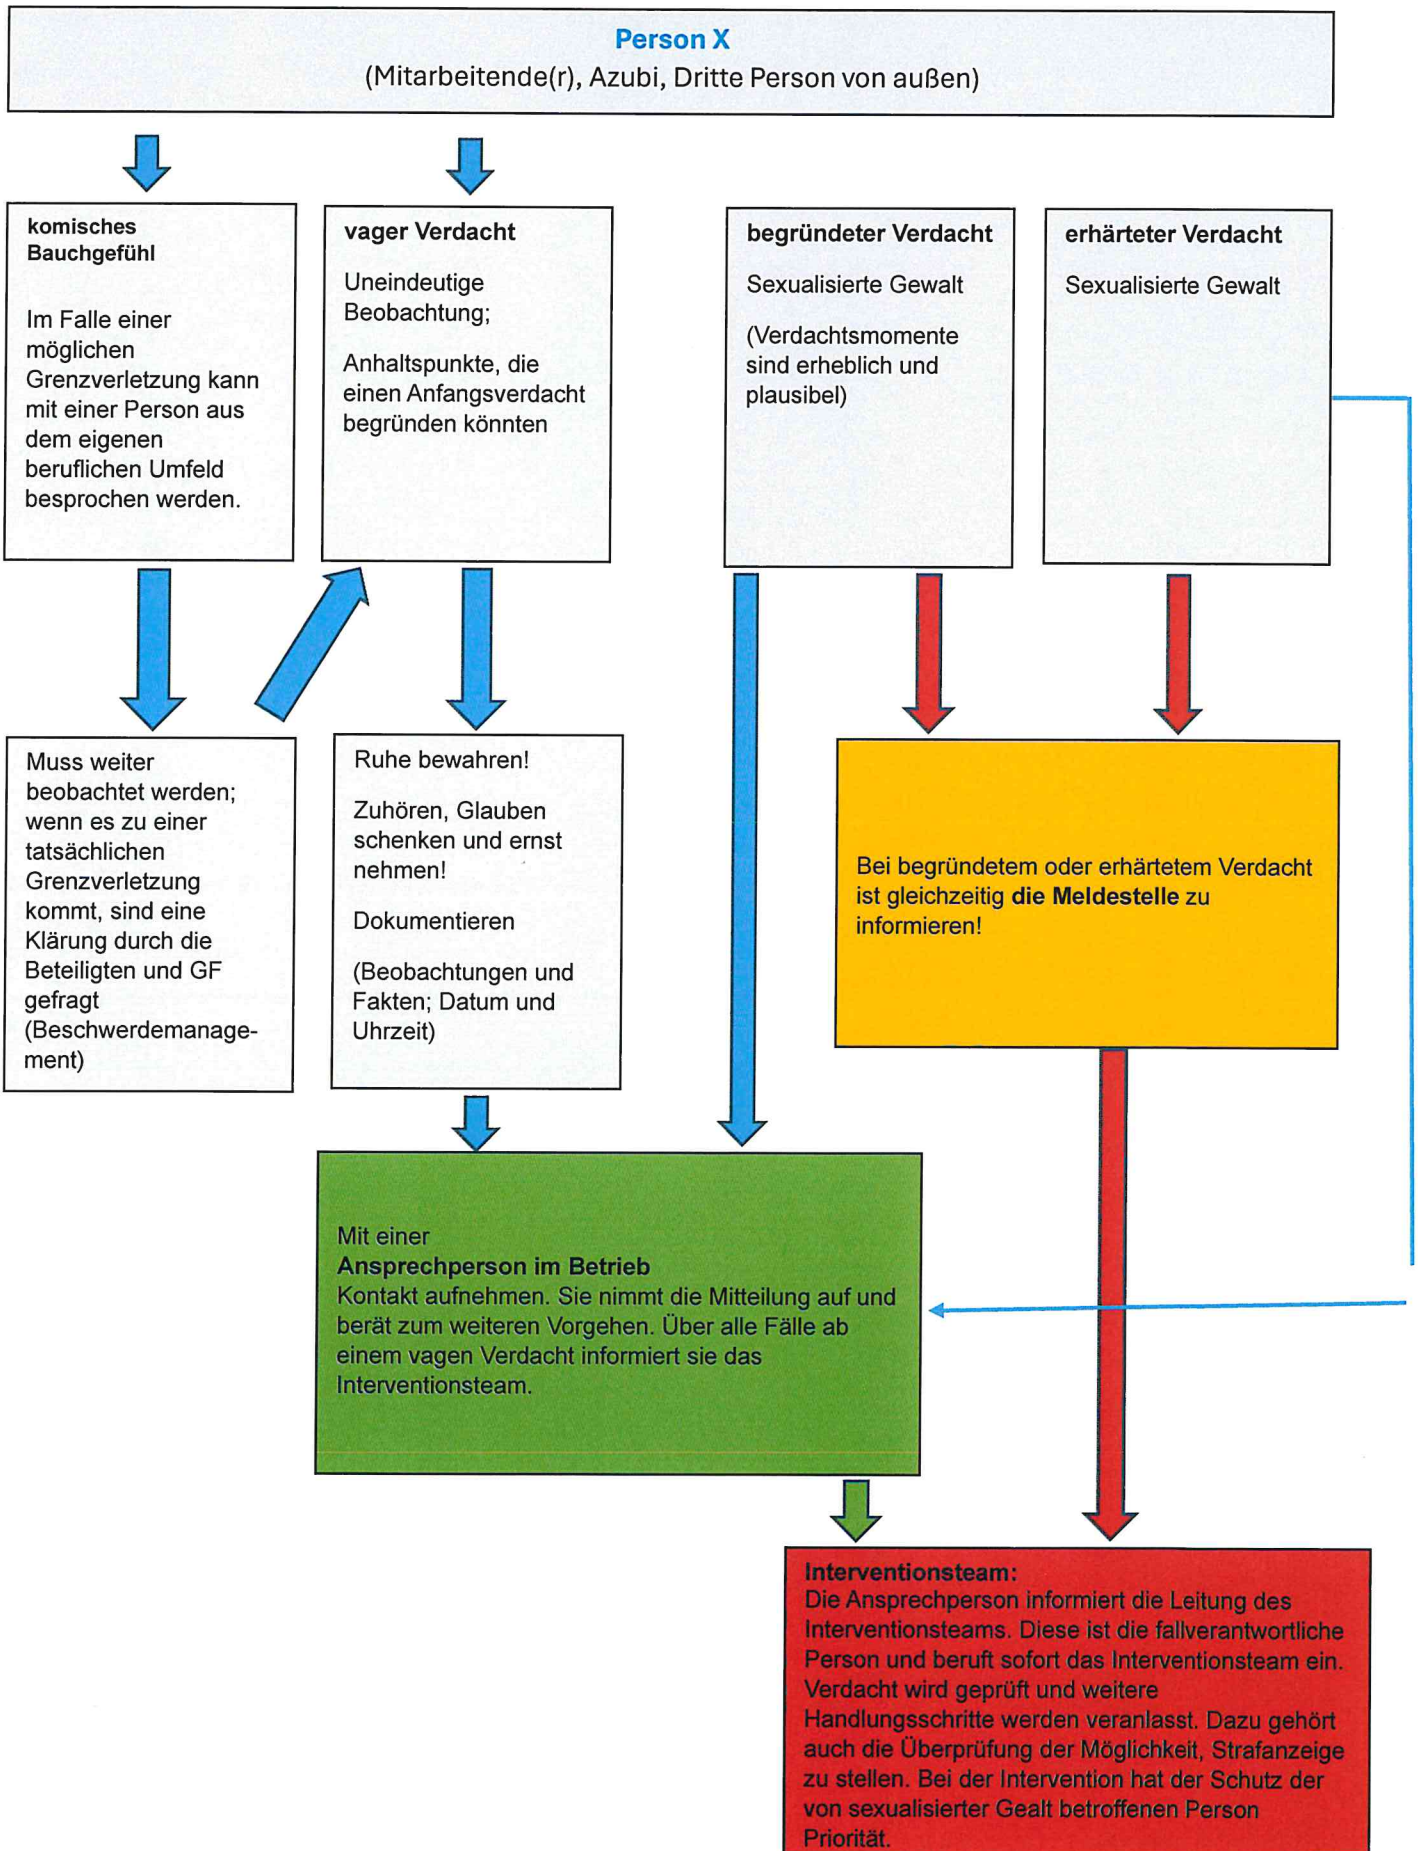 Person X
(Mitarbeitende(r), Azubi, Dritte Person von außen)
komisches
Bauchgefühl
Im Falle einer
möglichen
Grenzverletzung kann
mit einer Person aus
dem eigenen
beruflichen Umfeld
besprochen werden.
vager Verdacht
Uneindeutige
Beobachtung;
Anhaltspunkte, die
einen Anfangsverdacht
begründen könnten
begründeter Verdacht
Sexualisierte Gewalt
(Verdachtsmomente
sind erheblich und
plausibel)
erhärteter Verdacht
Sexualisierte Gewalt
Muss weiter
beobachtet werden;
wenn es zu einer
tatsächlichen
Grenzverletzung
kommt, sind eine
Klärung durch die
Beteiligten und GF
gefragt
(Beschwerdemanage-
ment)
Ruhe bewahren!
Zuhören, Glauben
schenken und ernst
nehmen!
Dokumentieren
(Beobachtungen und
Fakten; Datum und
Uhrzeit)
Bei begründetem oder erhärtetem Verdacht
ist gleichzeitig die Meldestelle zu
informieren!
Mit einer
Ansprechperson im Betrieb
Kontakt aufnehmen. Sie nimmt die Mitteilung auf und
berät zum weiteren Vorgehen. Über alle Fälle ab
einem vagen Verdacht informiert sie das
Interventionsteam.
Interventionsteam:
Die Ansprechperson informiert die Leitung des
Interventionsteams. Diese ist die fallverantwortliche
Person und beruft sofort das Interventionsteam ein.
Verdacht wird geprüft und weitere
Handlungsschritte werden veranlasst. Dazu gehört
auch die Überprüfung der Möglichkeit, Strafanzeige
zu stellen. Bei der Intervention hat der Schutz der
von sexualisierter Gealt betroffenen Person
Priorität.